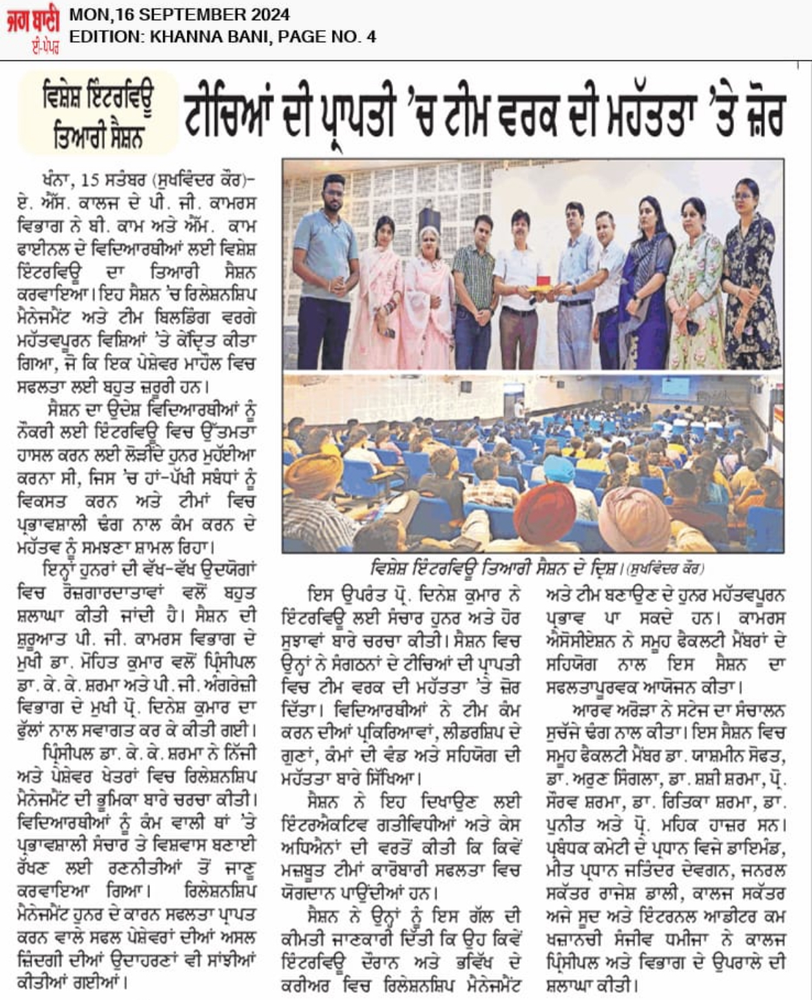 ਜਗ ਬਾਣੀ
ਈ-ਪੇਪਰ
MON,16 SEPTEMBER 2024
EDITION: KHANNA BANI, PAGE NO. 4
ਵਿਸ਼ੇਸ਼ ਇੰਟਰਵਿਊ
ਤਿਆਰੀ ਸੈਸ਼ਨ
ਟੀਚਿਆਂ ਦੀ ਪ੍ਰਾਪਤੀ ’ਚ ਟੀਮ ਵਰਕ ਦੀ ਮਹੱਤਤਾ ’ਤੇ ਜ਼ੋਰ
ਖੰਨਾ, 15 ਸਤੰਬਰ (ਸੁਖਵਿੰਦਰ ਕੌਰ)-
ਏ. ਐੱਸ. ਕਾਲਜ ਦੇ ਪੀ. ਜੀ. ਕਾਮਰਸ
ਵਿਭਾਗ ਨੇ ਬੀ. ਕਾਮ ਅਤੇ ਐੱਮ. ਕਾਮ
ਫਾਈਨਲ ਦੇ ਵਿਦਿਆਰਥੀਆਂ ਲਈ ਵਿਸ਼ੇਸ਼
ਇੰਟਰਵਿਊ ਦਾ ਤਿਆਰੀ ਸੈਸ਼ਨ
ਕਰਵਾਇਆ। ਇਹ ਸੈਸ਼ਨ ’ਚ ਰਿਲੇਸ਼ਨਸ਼ਿਪ
ਮੈਨੇਜਮੈਂਟ ਅਤੇ ਟੀਮ ਬਿਲਡਿੰਗ ਵਰਗੇ
ਮਹੱਤਵਪੂਰਨ ਵਿਸ਼ਿਆਂ ’ਤੇ ਕੇਂਦ੍ਰਿਤ ਕੀਤਾ
ਗਿਆ, ਜੋ ਕਿ ਇਕ ਪੇਸ਼ੇਵਰ ਮਾਹੌਲ ਵਿਚ
ਸਫਲਤਾ ਲਈ ਬਹੁਤ ਜ਼ਰੂਰੀ ਹਨ।
ਸੈਸ਼ਨ ਦਾ ਉਦੇਸ਼ ਵਿਦਿਆਰਥੀਆਂ ਨੂੰ
ਨੌਕਰੀ ਲਈ ਇੰਟਰਵਿਊ ਵਿਚ ਉੱਤਮਤਾ
ਹਾਸਲ ਕਰਨ ਲਈ ਲੋੜੀਂਦੇ ਹੁਨਰ ਮੁਹੱਈਆ
ਕਰਨਾ ਸੀ, ਜਿਸ ’ਚ ਹਾਂ-ਪੱਖੀ ਸਬੰਧਾਂ ਨੂੰ
ਵਿਕਸਤ ਕਰਨ ਅਤੇ ਟੀਮਾਂ ਵਿਚ
ਪ੍ਰਭਾਵਸ਼ਾਲੀ ਢੰਗ ਨਾਲ ਕੰਮ ਕਰਨ ਦੇ
ਮਹੱਤਵ ਨੂੰ ਸਮਝਣਾ ਸ਼ਾਮਲ ਰਿਹਾ।
ਇਨ੍ਹਾਂ ਹੁਨਰਾਂ ਦੀ ਵੱਖ-ਵੱਖ ਉਦਯੋਗਾਂ
ਵਿਚ ਰੋਜ਼ਗਾਰਦਾਤਾਵਾਂ ਵਲੋਂ ਬਹੁਤ
ਸ਼ਲਾਘਾ ਕੀਤੀ ਜਾਂਦੀ ਹੈ। ਸੈਸ਼ਨ ਦੀ
ਸ਼ੁਰੂਆਤ ਪੀ. ਜੀ. ਕਾਮਰਸ ਵਿਭਾਗ ਦੇ
ਮੁਖੀ ਡਾ. ਮੋਹਿਤ ਕੁਮਾਰ ਵਲੋਂ ਪ੍ਰਿੰਸੀਪਲ
ਡਾ. ਕੇ. ਕੇ. ਸ਼ਰਮਾ ਅਤੇ ਪੀ. ਜੀ. ਅੰਗਰੇਜ਼ੀ
ਵਿਭਾਗ ਦੇ ਮੁਖੀ ਪ੍ਰੋ. ਦਿਨੇਸ਼ ਕੁਮਾਰ ਦਾ
ਫੁੱਲਾਂ ਨਾਲ ਸਵਾਗਤ ਕਰ ਕੇ ਕੀਤੀ ਗਈ।
ਪ੍ਰਿੰਸੀਪਲ ਡਾ. ਕੇ. ਕੇ. ਸ਼ਰਮਾ ਨੇ ਨਿੱਜੀ
ਅਤੇ ਪੇਸ਼ੇਵਰ ਖੇਤਰਾਂ ਵਿਚ ਰਿਲੇਸ਼ਨਸ਼ਿਪ
ਮੈਨੇਜਮੈਂਟ ਦੀ ਭੂਮਿਕਾ ਬਾਰੇ ਚਰਚਾ ਕੀਤੀ।
ਵਿਦਿਆਰਥੀਆਂ ਨੂੰ ਕੰਮ ਵਾਲੀ ਥਾਂ ’ਤੇ
ਪ੍ਰਭਾਵਸ਼ਾਲੀ ਸੰਚਾਰ ਤੇ ਵਿਸ਼ਵਾਸ ਬਣਾਈ
ਰੱਖਣ ਲਈ ਰਣਨੀਤੀਆਂ ਤੋਂ ਜਾਣੂ
ਕਰਵਾਇਆ ਗਿਆ। ਰਿਲੇਸ਼ਨਸ਼ਿਪ
ਮੈਨੇਜਮੈਂਟ ਹੁਨਰ ਦੇ ਕਾਰਨ ਸਫਲਤਾ ਪ੍ਰਾਪਤ
ਕਰਨ ਵਾਲੇ ਸਫਲ ਪੇਸ਼ੇਵਰਾਂ ਦੀਆਂ ਅਸਲ
ਜ਼ਿੰਦਗੀ ਦੀਆਂ ਉਦਾਹਰਣਾਂ ਵੀ ਸਾਂਝੀਆਂ
ਕੀਤੀਆਂ ਗਈਆਂ।
ਵਿਸ਼ੇਸ਼ ਇੰਟਰਵਿਊ ਤਿਆਰੀ ਸੈਸ਼ਨ ਦੇ ਦ੍ਰਿਸ਼। (ਸੁਖਵਿੰਦਰ ਕੌਰ)
ਇਸ ਉਪਰੰਤ ਪ੍ਰੋ. ਦਿਨੇਸ਼ ਕੁਮਾਰ ਨੇ
ਇੰਟਰਵਿਊ ਲਈ ਸੰਚਾਰ ਹੁਨਰ ਅਤੇ ਹੋਰ
ਸੁਝਾਵਾਂ ਬਾਰੇ ਚਰਚਾ ਕੀਤੀ। ਸੈਸ਼ਨ ਵਿਚ
ਉਨ੍ਹਾਂ ਨੇ ਸੰਗਠਨਾਂ ਦੇ ਟੀਚਿਆਂ ਦੀ ਪ੍ਰਾਪਤੀ
ਵਿਚ ਟੀਮ ਵਰਕ ਦੀ ਮਹੱਤਤਾ ’ਤੇ ਜ਼ੋਰ
ਦਿੱਤਾ। ਵਿਦਿਆਰਥੀਆਂ ਨੇ ਟੀਮ ਕੰਮ
ਕਰਨ ਦੀਆਂ ਪ੍ਰਕਿਰਿਆਵਾਂ, ਲੀਡਰਸ਼ਿਪ ਦੇ
ਗੁਣਾਂ, ਕੰਮਾਂ ਦੀ ਵੰਡ ਅਤੇ ਸਹਿਯੋਗ ਦੀ
ਮਹੱਤਤਾ ਬਾਰੇ ਸਿੱਖਿਆ।
ਸੈਸ਼ਨ ਨੇ ਇਹ ਦਿਖਾਉਣ ਲਈ
ਇੰਟਰਐਕਟਿਵ ਗਤੀਵਿਧੀਆਂ ਅਤੇ ਕੇਸ
ਅਧਿਐਨਾਂ ਦੀ ਵਰਤੋਂ ਕੀਤੀ ਕਿ ਕਿਵੇਂ
ਮਜ਼ਬੂਤ ਟੀਮਾਂ ਕਾਰੋਬਾਰੀ ਸਫਲਤਾ ਵਿਚ
ਯੋਗਦਾਨ ਪਾਉਂਦੀਆਂ ਹਨ।
ਸੈਸ਼ਨ ਨੇ ਉਨ੍ਹਾਂ ਨੂੰ ਇਸ ਗੱਲ ਦੀ
ਕੀਮਤੀ ਜਾਣਕਾਰੀ ਦਿੱਤੀ ਕਿ ਉਹ ਕਿਵੇਂ
ਇੰਟਰਵਿਊ ਦੌਰਾਨ ਅਤੇ ਭਵਿੱਖ ਦੇ
ਕਰੀਅਰ ਵਿਚ ਰਿਲੇਸ਼ਨਸ਼ਿਪ ਮੈਨੇਜਮੈਂਟ
ਅਤੇ ਟੀਮ ਬਣਾਉਣ ਦੇ ਹੁਨਰ ਮਹੱਤਵਪੂਰਨ
ਪ੍ਰਭਾਵ ਪਾ ਸਕਦੇ ਹਨ। ਕਾਮਰਸ
ਐਸੋਸੀਏਸ਼ਨ ਨੇ ਸਮੂਹ ਫੈਕਲਟੀ ਮੈਂਬਰਾਂ ਦੇ
ਸਹਿਯੋਗ ਨਾਲ ਇਸ ਸੈਸ਼ਨ ਦਾ
ਸਫਲਤਾਪੂਰਵਕ ਆਯੋਜਨ ਕੀਤਾ।
ਆਰਵ ਅਰੋੜਾ ਨੇ ਸਟੇਜ ਦਾ ਸੰਚਾਲਨ
ਸੁਚੱਜੇ ਢੰਗ ਨਾਲ ਕੀਤਾ। ਇਸ ਸੈਸ਼ਨ ਵਿਚ
ਸਮੂਹ ਫੈਕਲਟੀ ਮੈਂਬਰ ਡਾ. ਯਾਸ਼ਮੀਨ ਸੋਫਤ,
ਡਾ. ਅਰੁਣ ਸਿੰਗਲਾ, ਡਾ. ਸ਼ਸ਼ੀ ਸ਼ਰਮਾ, ਪ੍ਰੋ.
ਸੌਰਵ ਸ਼ਰਮਾ, ਡਾ. ਰਿਤਿਕਾ ਸ਼ਰਮਾ, ਡਾ.
ਪੁਨੀਤ ਅਤੇ ਪ੍ਰੋ. ਮਹਿਕ ਹਾਜ਼ਰ ਸਨ।
ਪ੍ਰਬੰਧਕ ਕਮੇਟੀ ਦੇ ਪ੍ਰਧਾਨ ਵਿਜੇ ਡਾਇਮੰਡ,
ਮੀਤ ਪ੍ਰਧਾਨ ਜਤਿੰਦਰ ਦੇਵਗਨ, ਜਨਰਲ
ਸਕੱਤਰ ਰਾਜੇਸ਼ ਡਾਲੀ, ਕਾਲਜ ਸਕੱਤਰ
ਅਜੇ ਸੂਦ ਅਤੇ ਇੰਟਰਨਲ ਆਡੀਟਰ ਕਮ
ਖਜ਼ਾਨਚੀ ਸੰਜੀਵ ਧਮੀਜਾ ਨੇ ਕਾਲਜ
ਪ੍ਰਿੰਸੀਪਲ ਅਤੇ ਵਿਭਾਗ ਦੇ ਉਪਰਾਲੇ ਦੀ
ਸ਼ਲਾਘਾ ਕੀਤੀ।